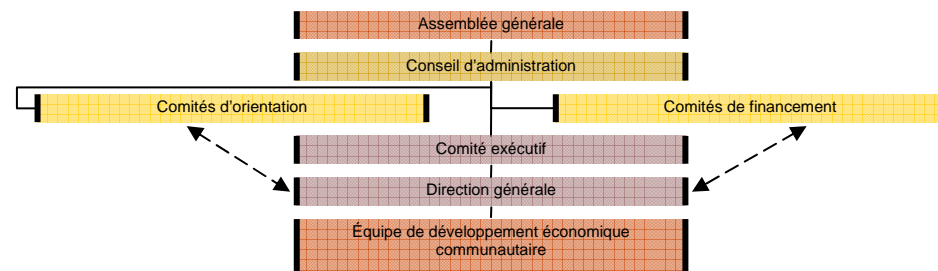 Assemblée générale
Conseil d'administration
Comités d'orientation
Comités de financement
Comité exécutif
Direction générale
Équipe de développement économique
communautaire